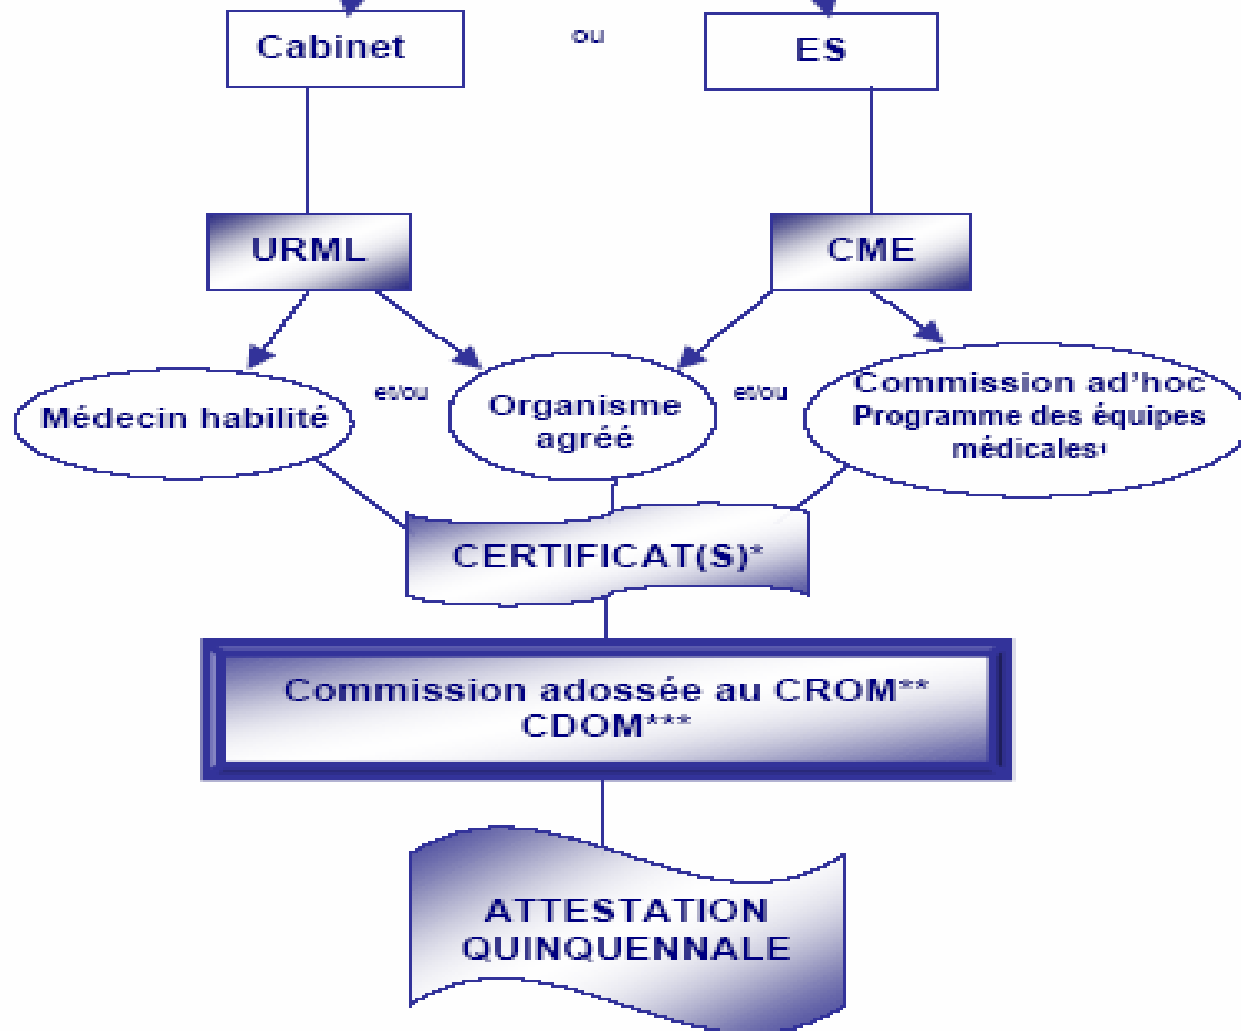 Cabinet
ou
ES
URML
CME
Médecin habilité
et/ou
Organisme
agréé
et/ou
Commission ad'hoc
Programme des équipes
médicales¹
CERTIFICAT(S)*
Commission adossée au CROM**
CDOM***
ATTESTATION
QUINQUENNALE